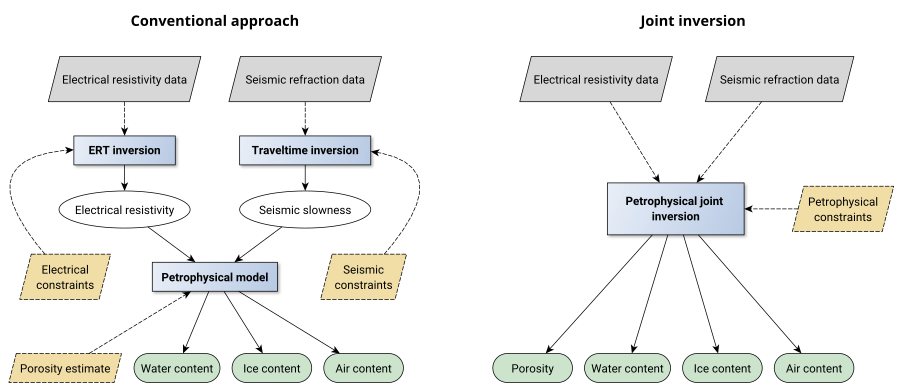 Conventional approach
Joint inversion
Electrical resistivity data
Seismic refraction data
Electrical resistivity data
Seismic refraction data
ERT inversion
Traveltime inversion
Electrical resistivity
Seismic slowness
Petrophysical joint
inversion
Petrophysical
constraints
Electrical
constraints
Petrophysical model
Seismic
constraints
Porosity estimate
Water content
Ice content
Air content
Porosity
Water content
Ice content
Air content